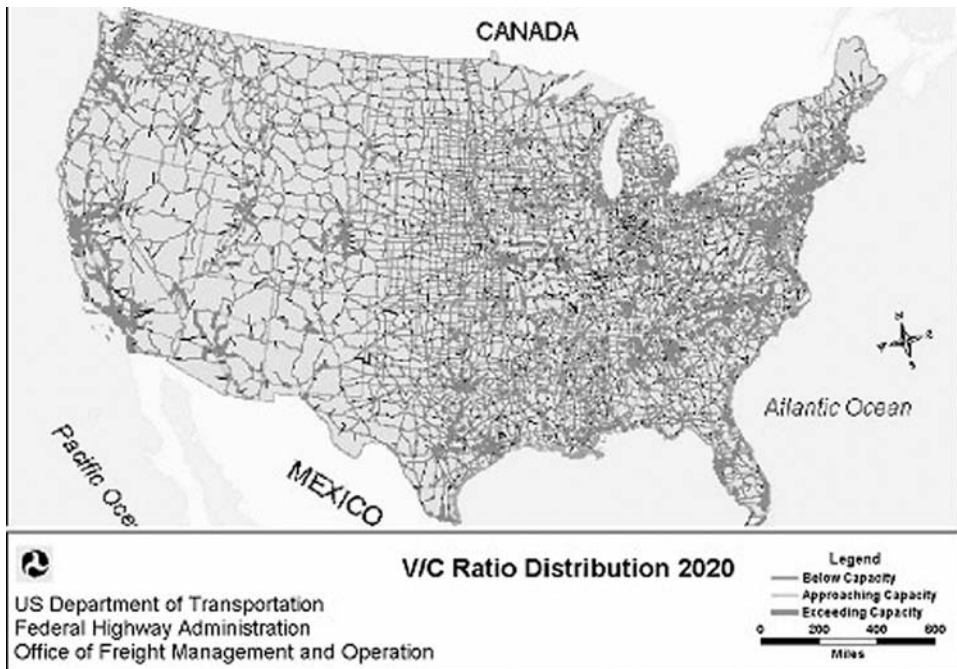 CANADA
Atlantic Ocean
Pacific Ocea
MEXICO
V/C Ratio Distribution 2020
US Department of Transportation
Federal Highway Administration
Office of Freight Management and Operation
Legend
Below Capacity
Approaching Capacity
Exceeding Capacity
0 200 400 600
Miles